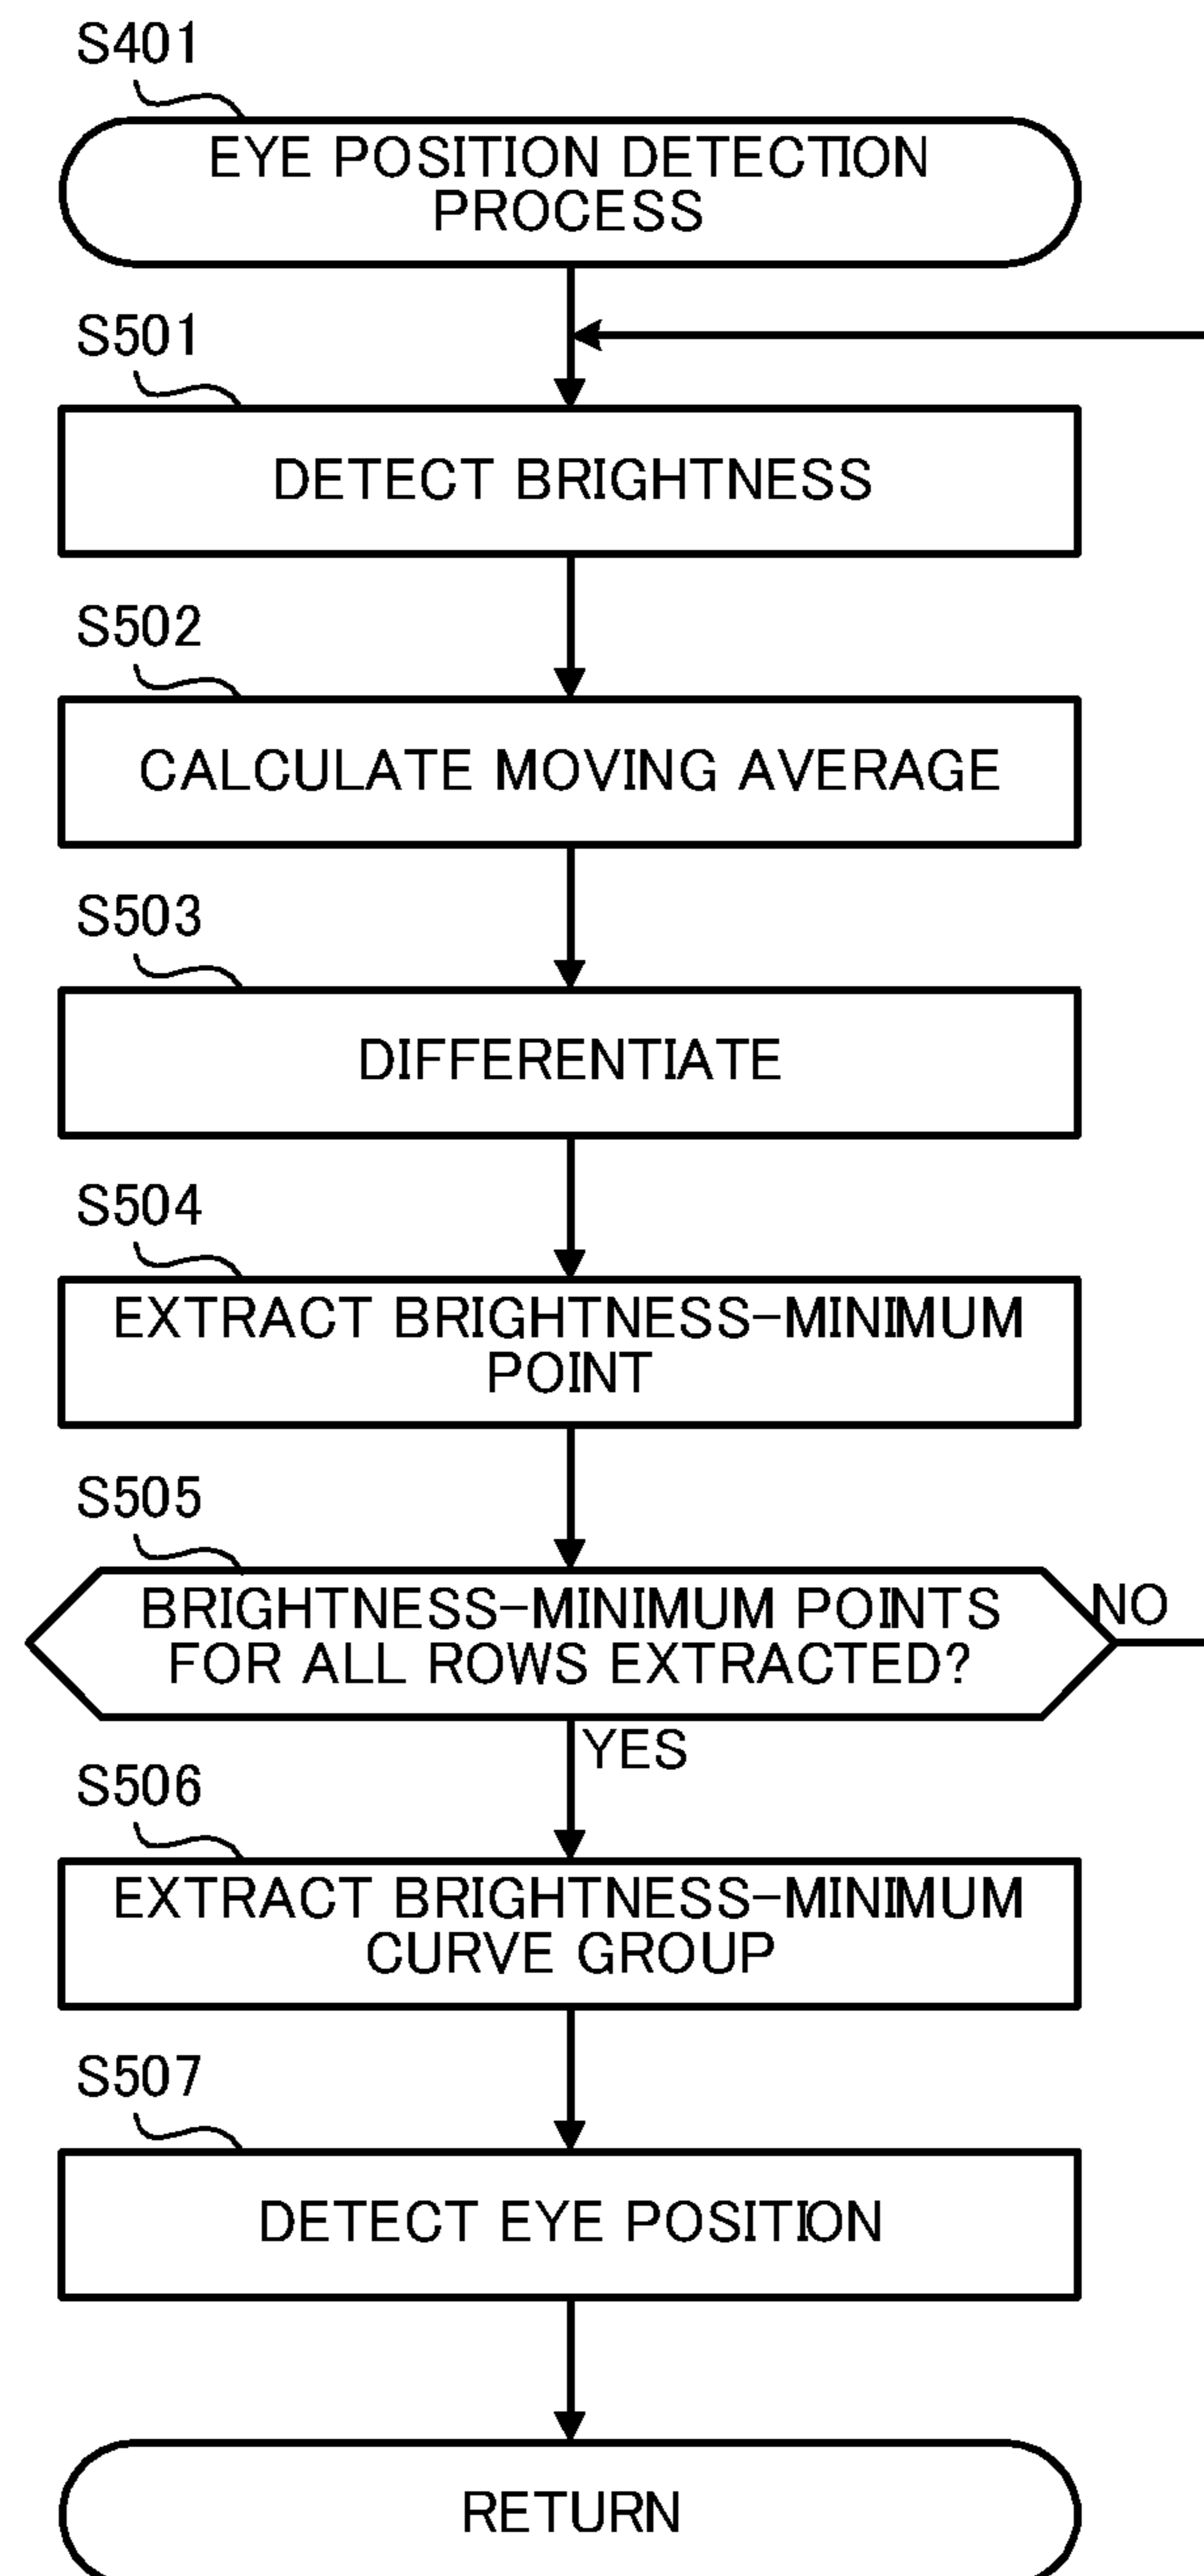 S401
EYE POSITION DETECTION
PROCESS
S501
DETECT BRIGHTNESS
S502
CALCULATE MOVING AVERAGE
S503
DIFFERENTIATE
S504
EXTRACT BRIGHTNESS-MINIMUM
POINT
S505
BRIGHTNESS-MINIMUM POINTS
FOR ALL ROWS EXTRACTED?
NO
YES
S506
EXTRACT BRIGHTNESS-MINIMUM
CURVE GROUP
S507
DETECT EYE POSITION
RETURN